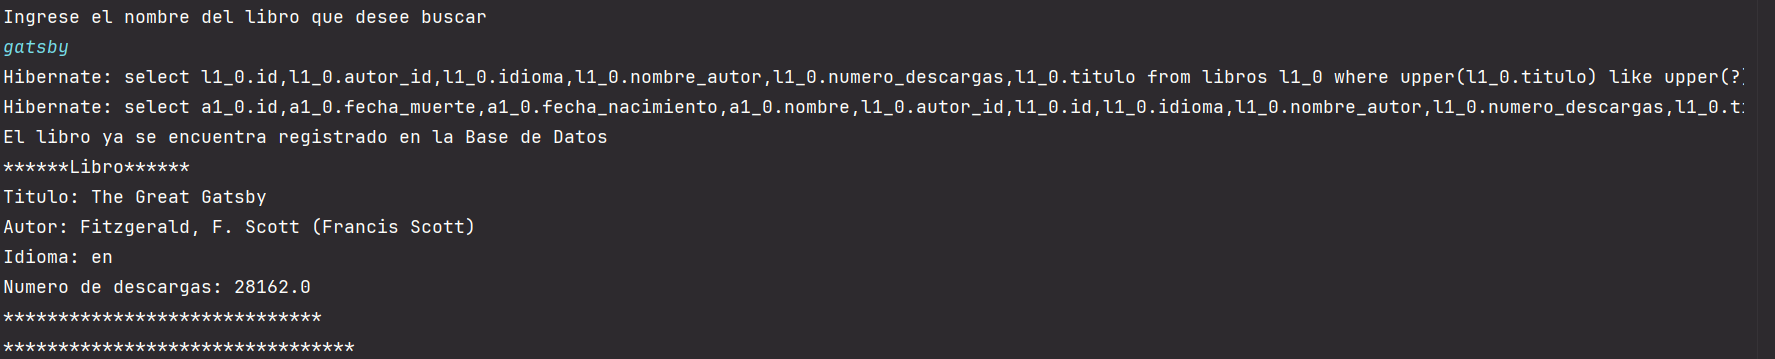 Ingrese el nombre del libro que desee buscar
gatsby
Hibernate: select l1_0.id,l1_0.autor_id,l1_0.idioma,l1_0.nombre_autor,l1_0.numero_descargas,l1_0.titulo from libros l1_0 where upper(l1_0.titulo) like upper(?)
Hibernate: select a1_0.id,a1_0.fecha_muerte,a1_0.fecha_nacimiento,a1_0.nombre,l1_0.autor_id,l1_0.id,l1_0.idioma,l1_0.nombre_autor,l1_0.numero_descargas,l1_0.ti
El libro ya se encuentra registrado en la Base de Datos
******Libro******
Titulo: The Great Gatsby
Autor: Fitzgerald, F. Scott (Francis Scott)
Idioma: en
Numero de descargas: 28162.0
*****************************
********************************